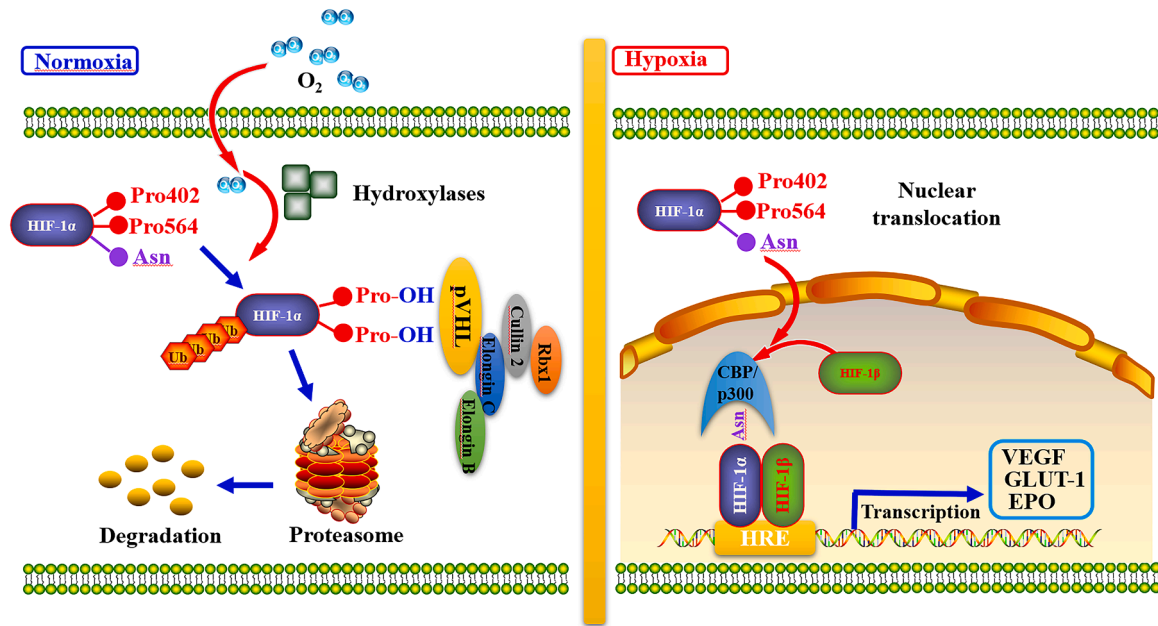 Normoxia
O₂
Hydroxylases
HIF-1α
Pro402
Pro564
Asn
HIF-1α
Pro-OH
Pro-OH
Ub
Ub
Ub
Ub
pVHL
Elongin C
Elongin B
Cullin 2
Rbx1
Degradation
Proteasome
Hypoxia
HIF-1α
Pro402
Pro564
Asn
Nuclear
translocation
CBP/
p300
HIF-1β
Asn
HIF-1α
HIF-1β
HRE
Transcription
VEGF
GLUT-1
EPO